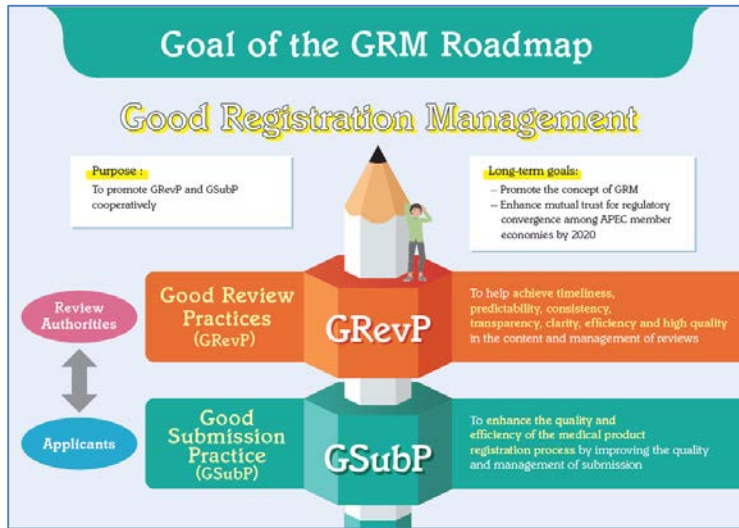 Goal of the GRM Roadmap
Good Registration Management
Purpose :
To promote GRevP and GSubP
cooperatively
Long-term goals:
– Promote the concept of GRM
– Enhance mutual trust for regulatory
convergence among APEC member
economies by 2020
Review
Authorities
Good Review
Practices
(GRevP)
GRevP
To help achieve timeliness,
predictability, consistency,
transparency, clarity, efficiency and high quality
in the content and management of reviews
Applicants
Good
Submission
Practice
(GSubP)
GSubP
To enhance the quality and
efficiency of the medical product
registration process by improving the quality
and management of submission